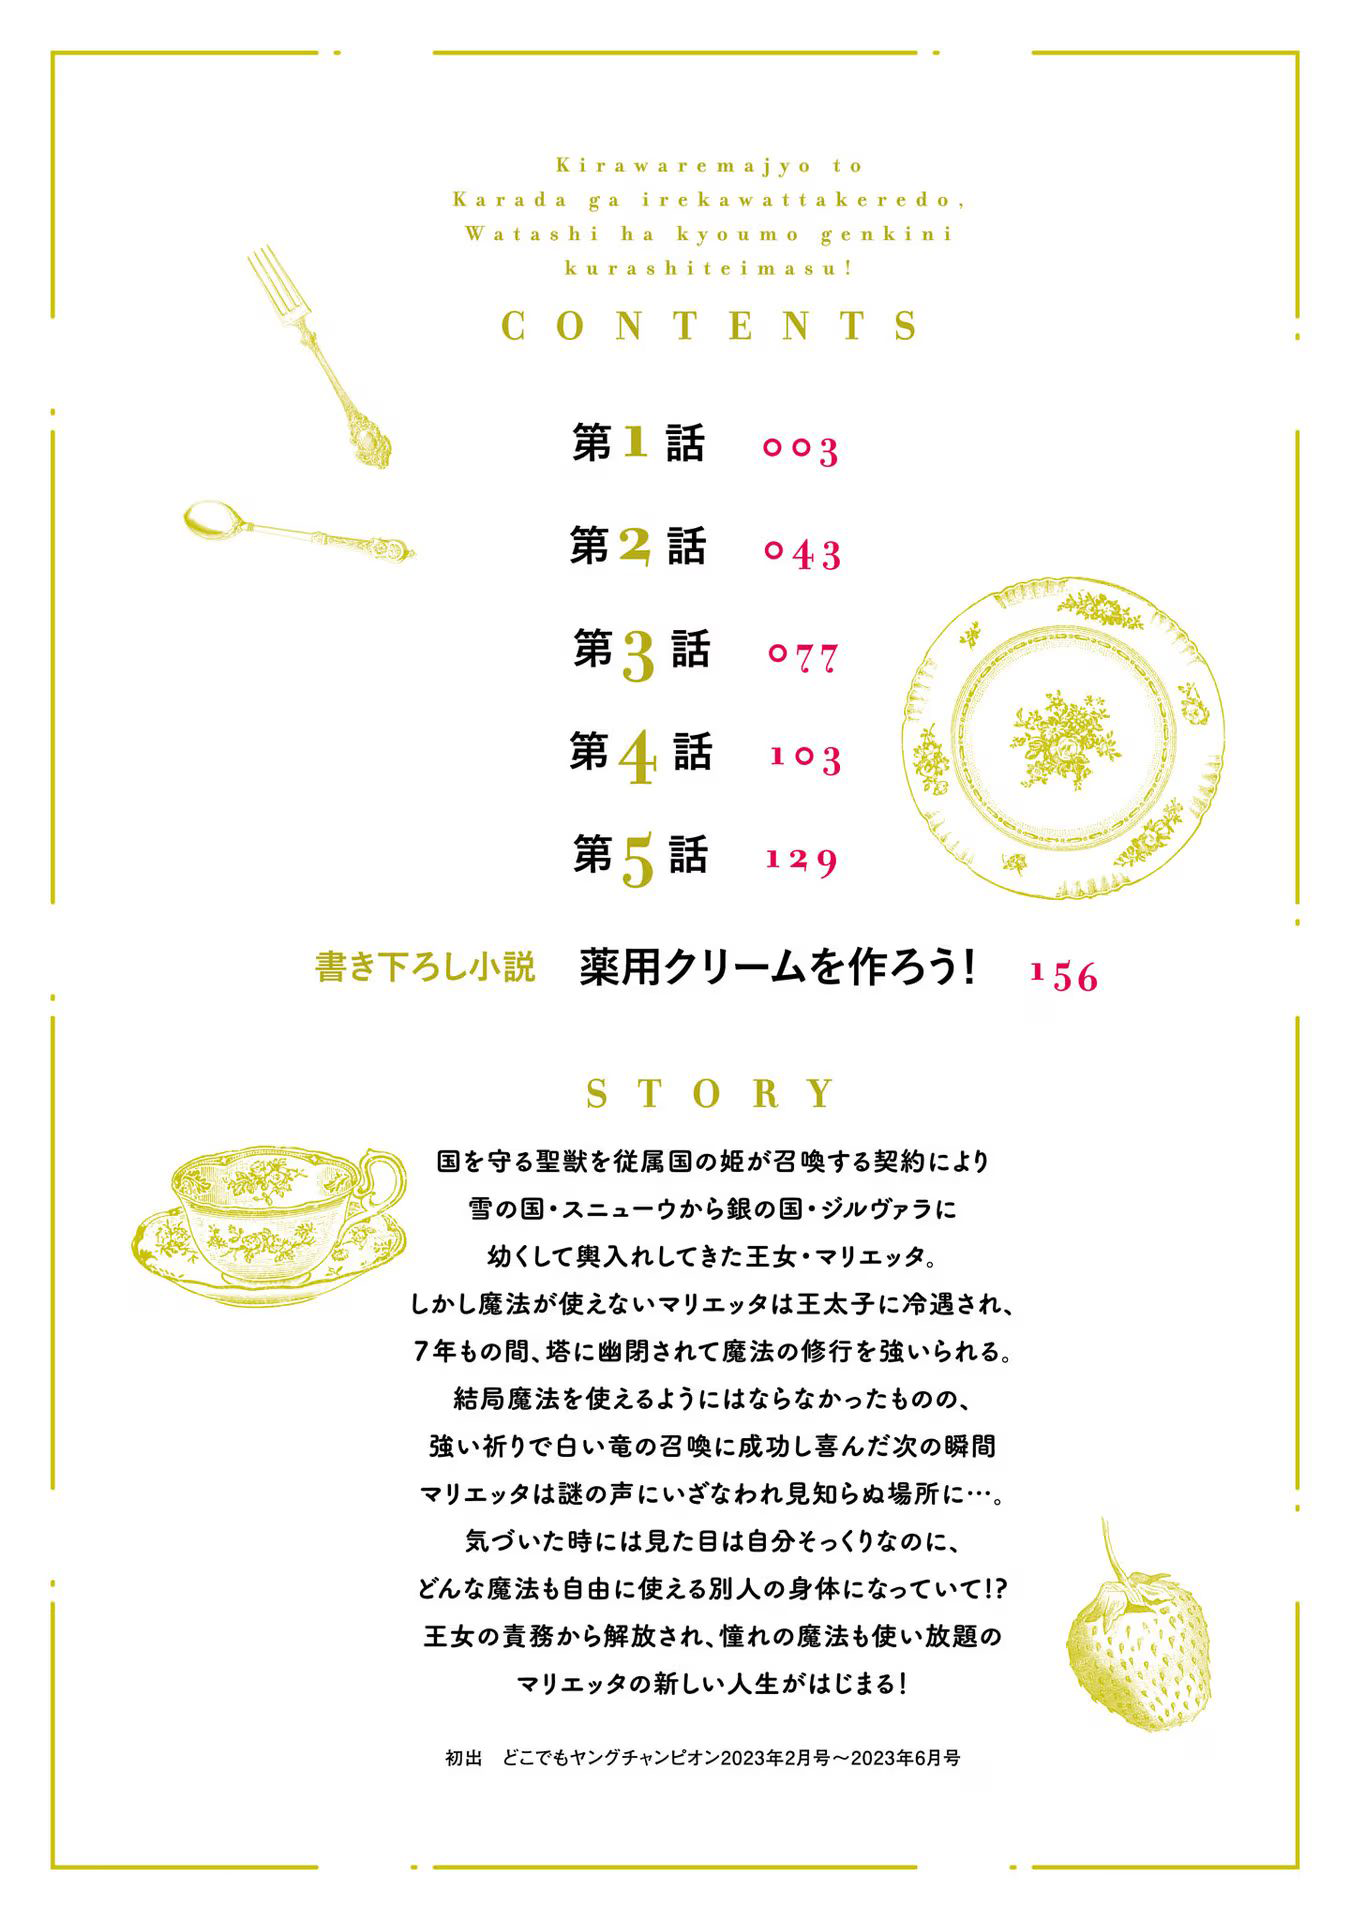 Kirawaremajyo to
Karada ga irekawattakeredo,
Watashi ha kyoumo genkini
kurashiteimasu!
CONTENTS
第1話 003
第2話 043
第3話 077
第4話 103
第5話 129
書き下ろし小説 薬用クリームを作ろう! 156
STORY
国を守る聖獣を従属国の姫が召喚する契約により
雪の国・スニューウから銀の国・ジルヴァラに
幼くして輿入れしてきた王女・マリエッタ。
しかし魔法が使えないマリエッタは王太子に冷遇され、
7年もの間、塔に幽閉されて魔法の修行を強いられる。
結局魔法を使えるようにはならなかったものの、
強い祈りで白い竜の召喚に成功し喜んだ次の瞬間
マリエッタは謎の声にいざなわれ見知らぬ場所に…。
気づいた時には見た目は自分そっくりなのに、
どんな魔法も自由に使える別人の身体になっていて!?
王女の責務から解放され、憧れの魔法も使い放題の
マリエッタの新しい人生がはじまる!
初出 どこでもヤングチャンピオン2023年2月号～2023年6月号